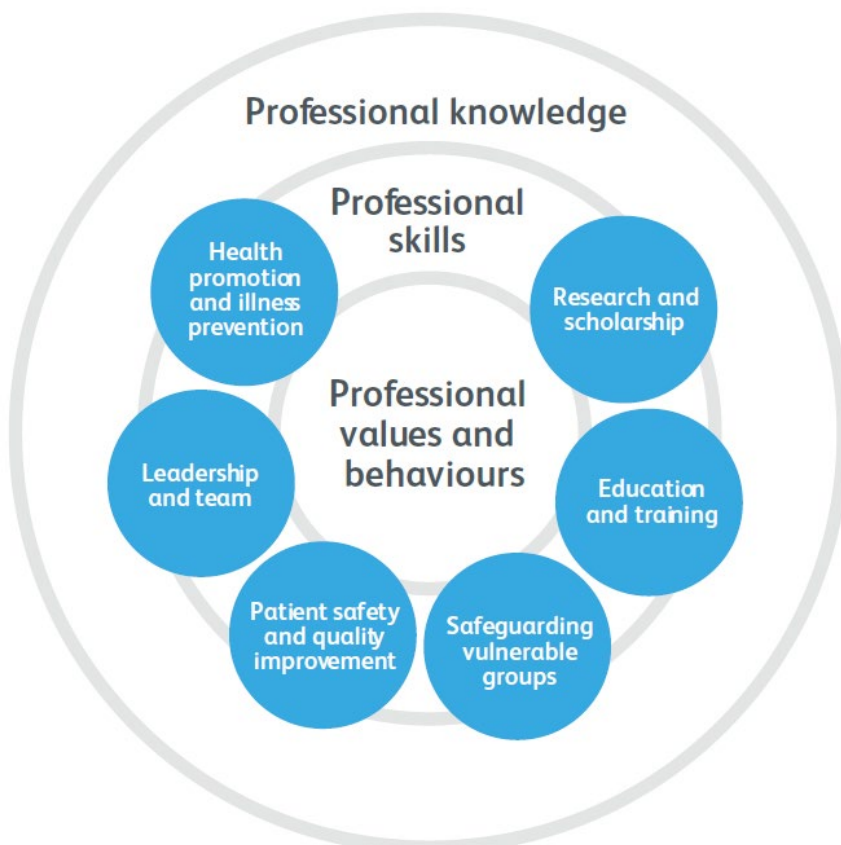 Professional knowledge
Professional
skills
Health
promotion
and illness
prevention
Research and
scholarship
Professional
values and
behaviours
Leadership
and team
Education
and training
Patient safety
and quality
improvement
Safeguarding
vulnerable
groups